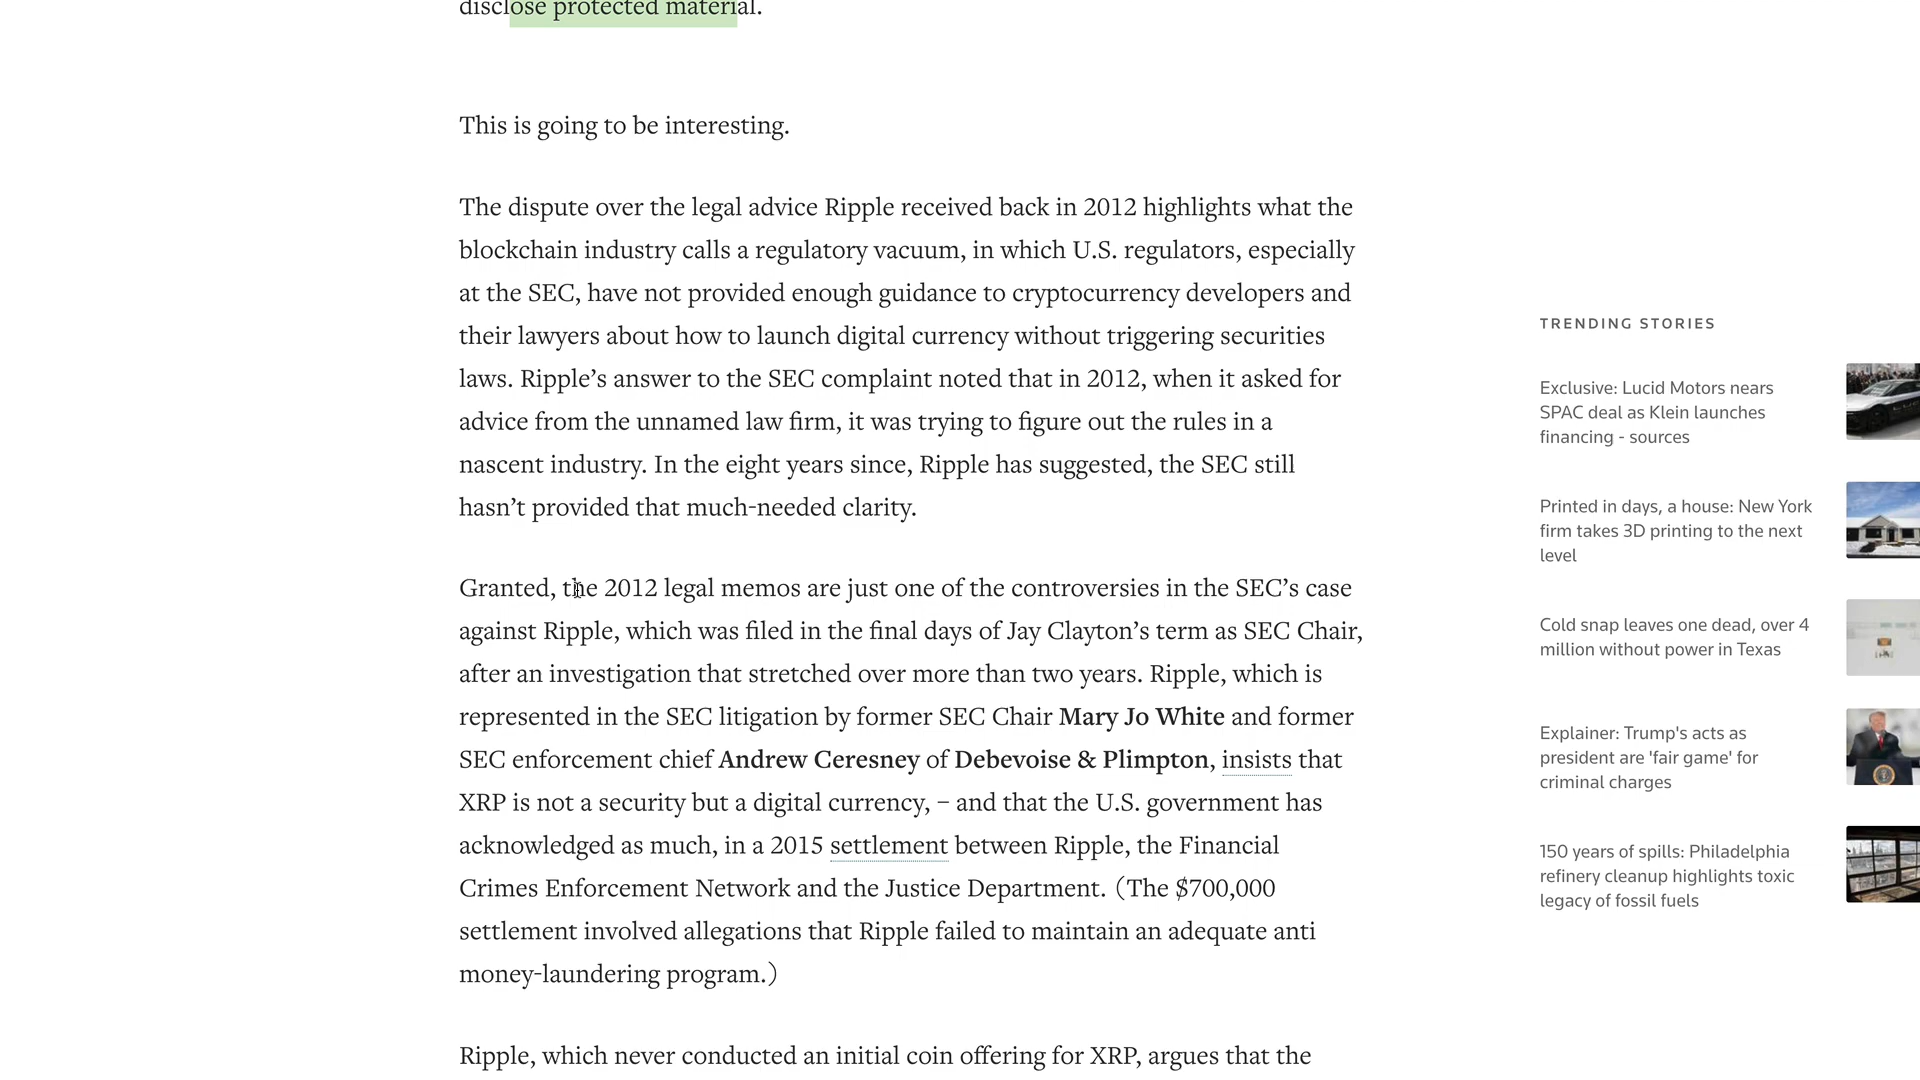 disclose protected material.
This is going to be interesting.
The dispute over the legal advice Ripple received back in 2012 highlights what the
blockchain industry calls a regulatory vacuum, in which U.S. regulators, especially
at the SEC, have not provided enough guidance to cryptocurrency developers and
their lawyers about how to launch digital currency without triggering securities
laws. Ripple’s answer to the SEC complaint noted that in 2012, when it asked for
advice from the unnamed law firm, it was trying to figure out the rules in a
nascent industry. In the eight years since, Ripple has suggested, the SEC still
hasn’t provided that much-needed clarity.
Granted, the 2012 legal memos are just one of the controversies in the SEC’s case
against Ripple, which was filed in the final days of Jay Clayton’s term as SEC Chair,
after an investigation that stretched over more than two years. Ripple, which is
represented in the SEC litigation by former SEC Chair Mary Jo White and former
SEC enforcement chief Andrew Ceresney of Debevoise & Plimpton, insists that
XRP is not a security but a digital currency, – and that the U.S. government has
acknowledged as much, in a 2015 settlement between Ripple, the Financial
Crimes Enforcement Network and the Justice Department. (The $700,000
settlement involved allegations that Ripple failed to maintain an adequate anti
money-laundering program.)
Ripple, which never conducted an initial coin offering for XRP, argues that the
TRENDING STORIES
Exclusive: Lucid Motors nears
SPAC deal as Klein launches
financing - sources
Printed in days, a house: New York
firm takes 3D printing to the next
level
Cold snap leaves one dead, over 4
million without power in Texas
Explainer: Trump's acts as
president are 'fair game' for
criminal charges
150 years of spills: Philadelphia
refinery cleanup highlights toxic
legacy of fossil fuels